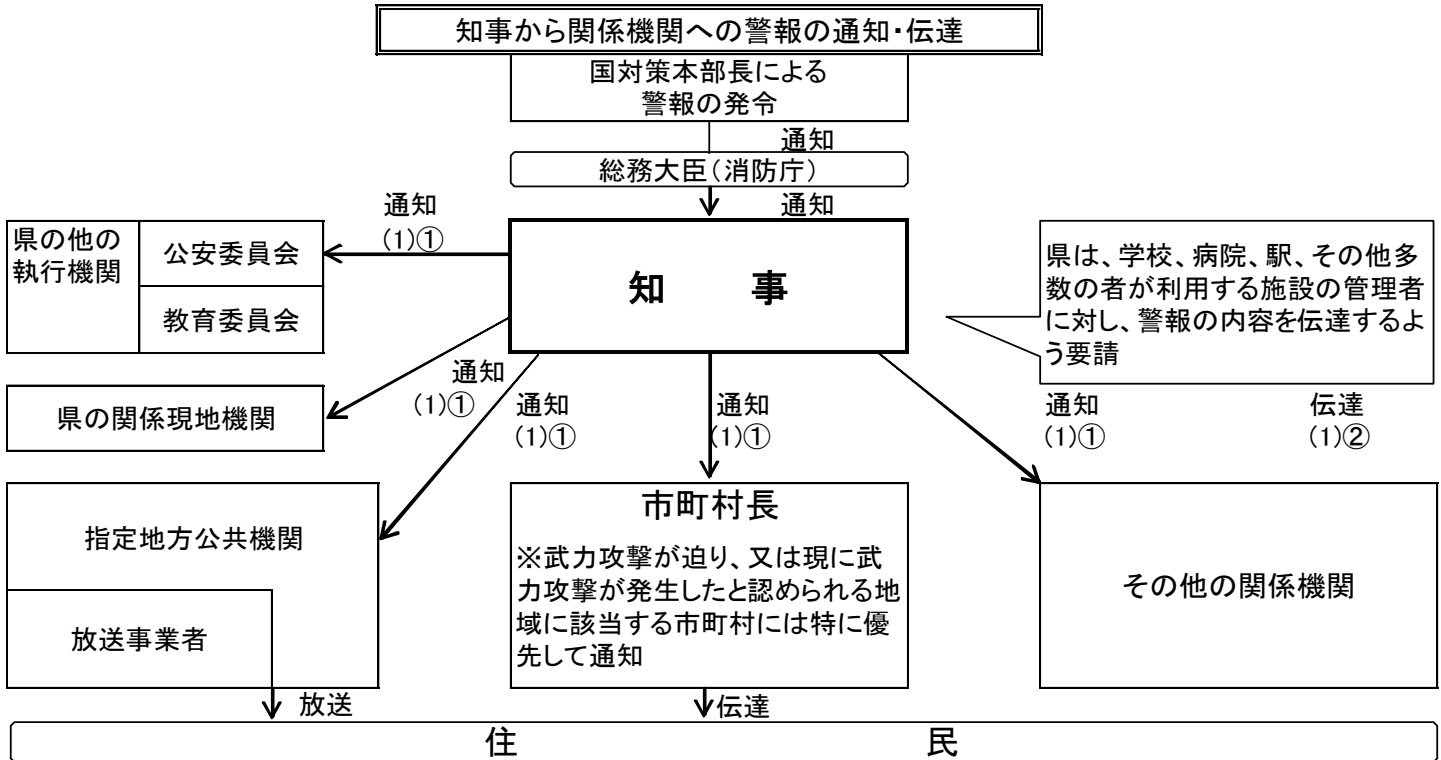 知事から関係機関への警報の通知・伝達
国対策本部長による
警報の発令
通知
総務大臣(消防庁)
通知
通知
(1)①
県の他の
執行機関
公安委員会
教育委員会
知　事
県は、学校、病院、駅、その他多
数の者が利用する施設の管理者
に対し、警報の内容を伝達するよ
う要請
県の関係現地機関
通知
(1)①
通知
(1)①
通知
(1)①
通知
(1)①
伝達
(1)②
指定地方公共機関
放送事業者
市町村長
※武力攻撃が迫り、又は現に武
力攻撃が発生したと認められる地
域に該当する市町村には特に優
先して通知
その他の関係機関
放送
伝達
住　民